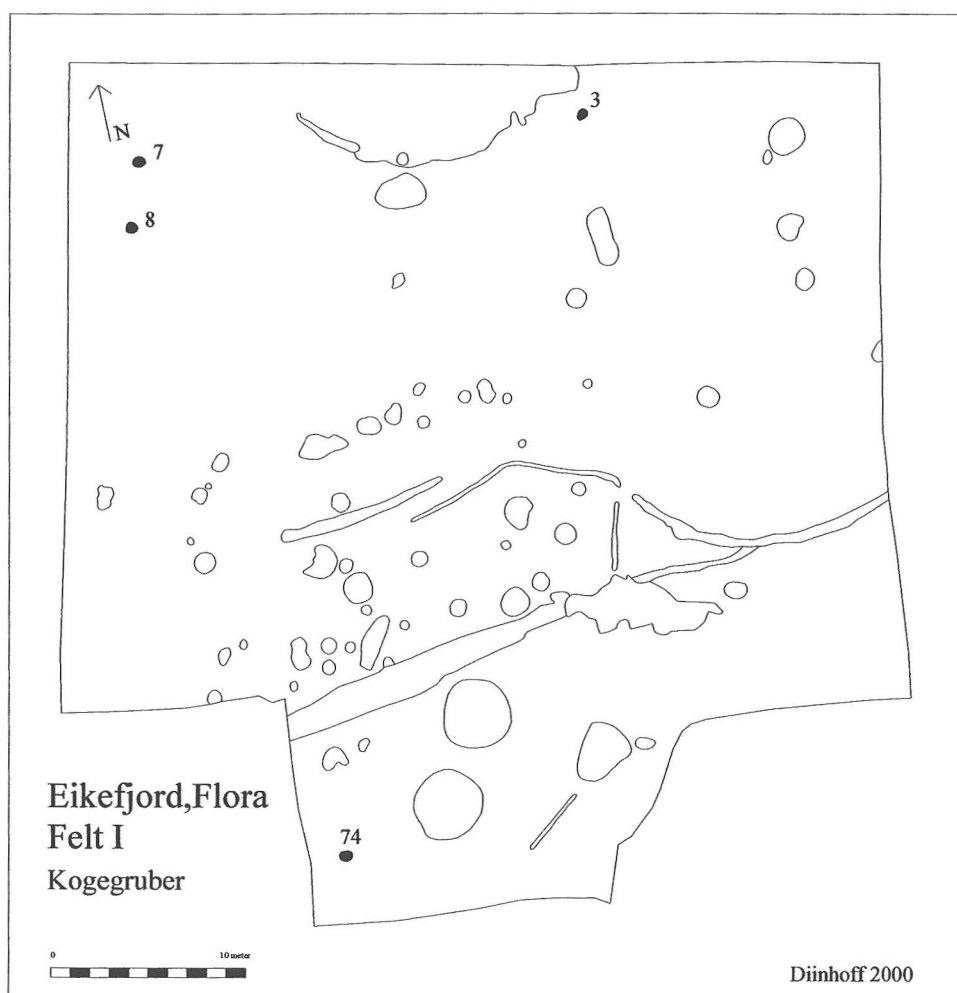 3
N
7
8
74
Eikefjord,Flora
Felt I
Kogegruber
0 10 meter
Diinhoff 2000